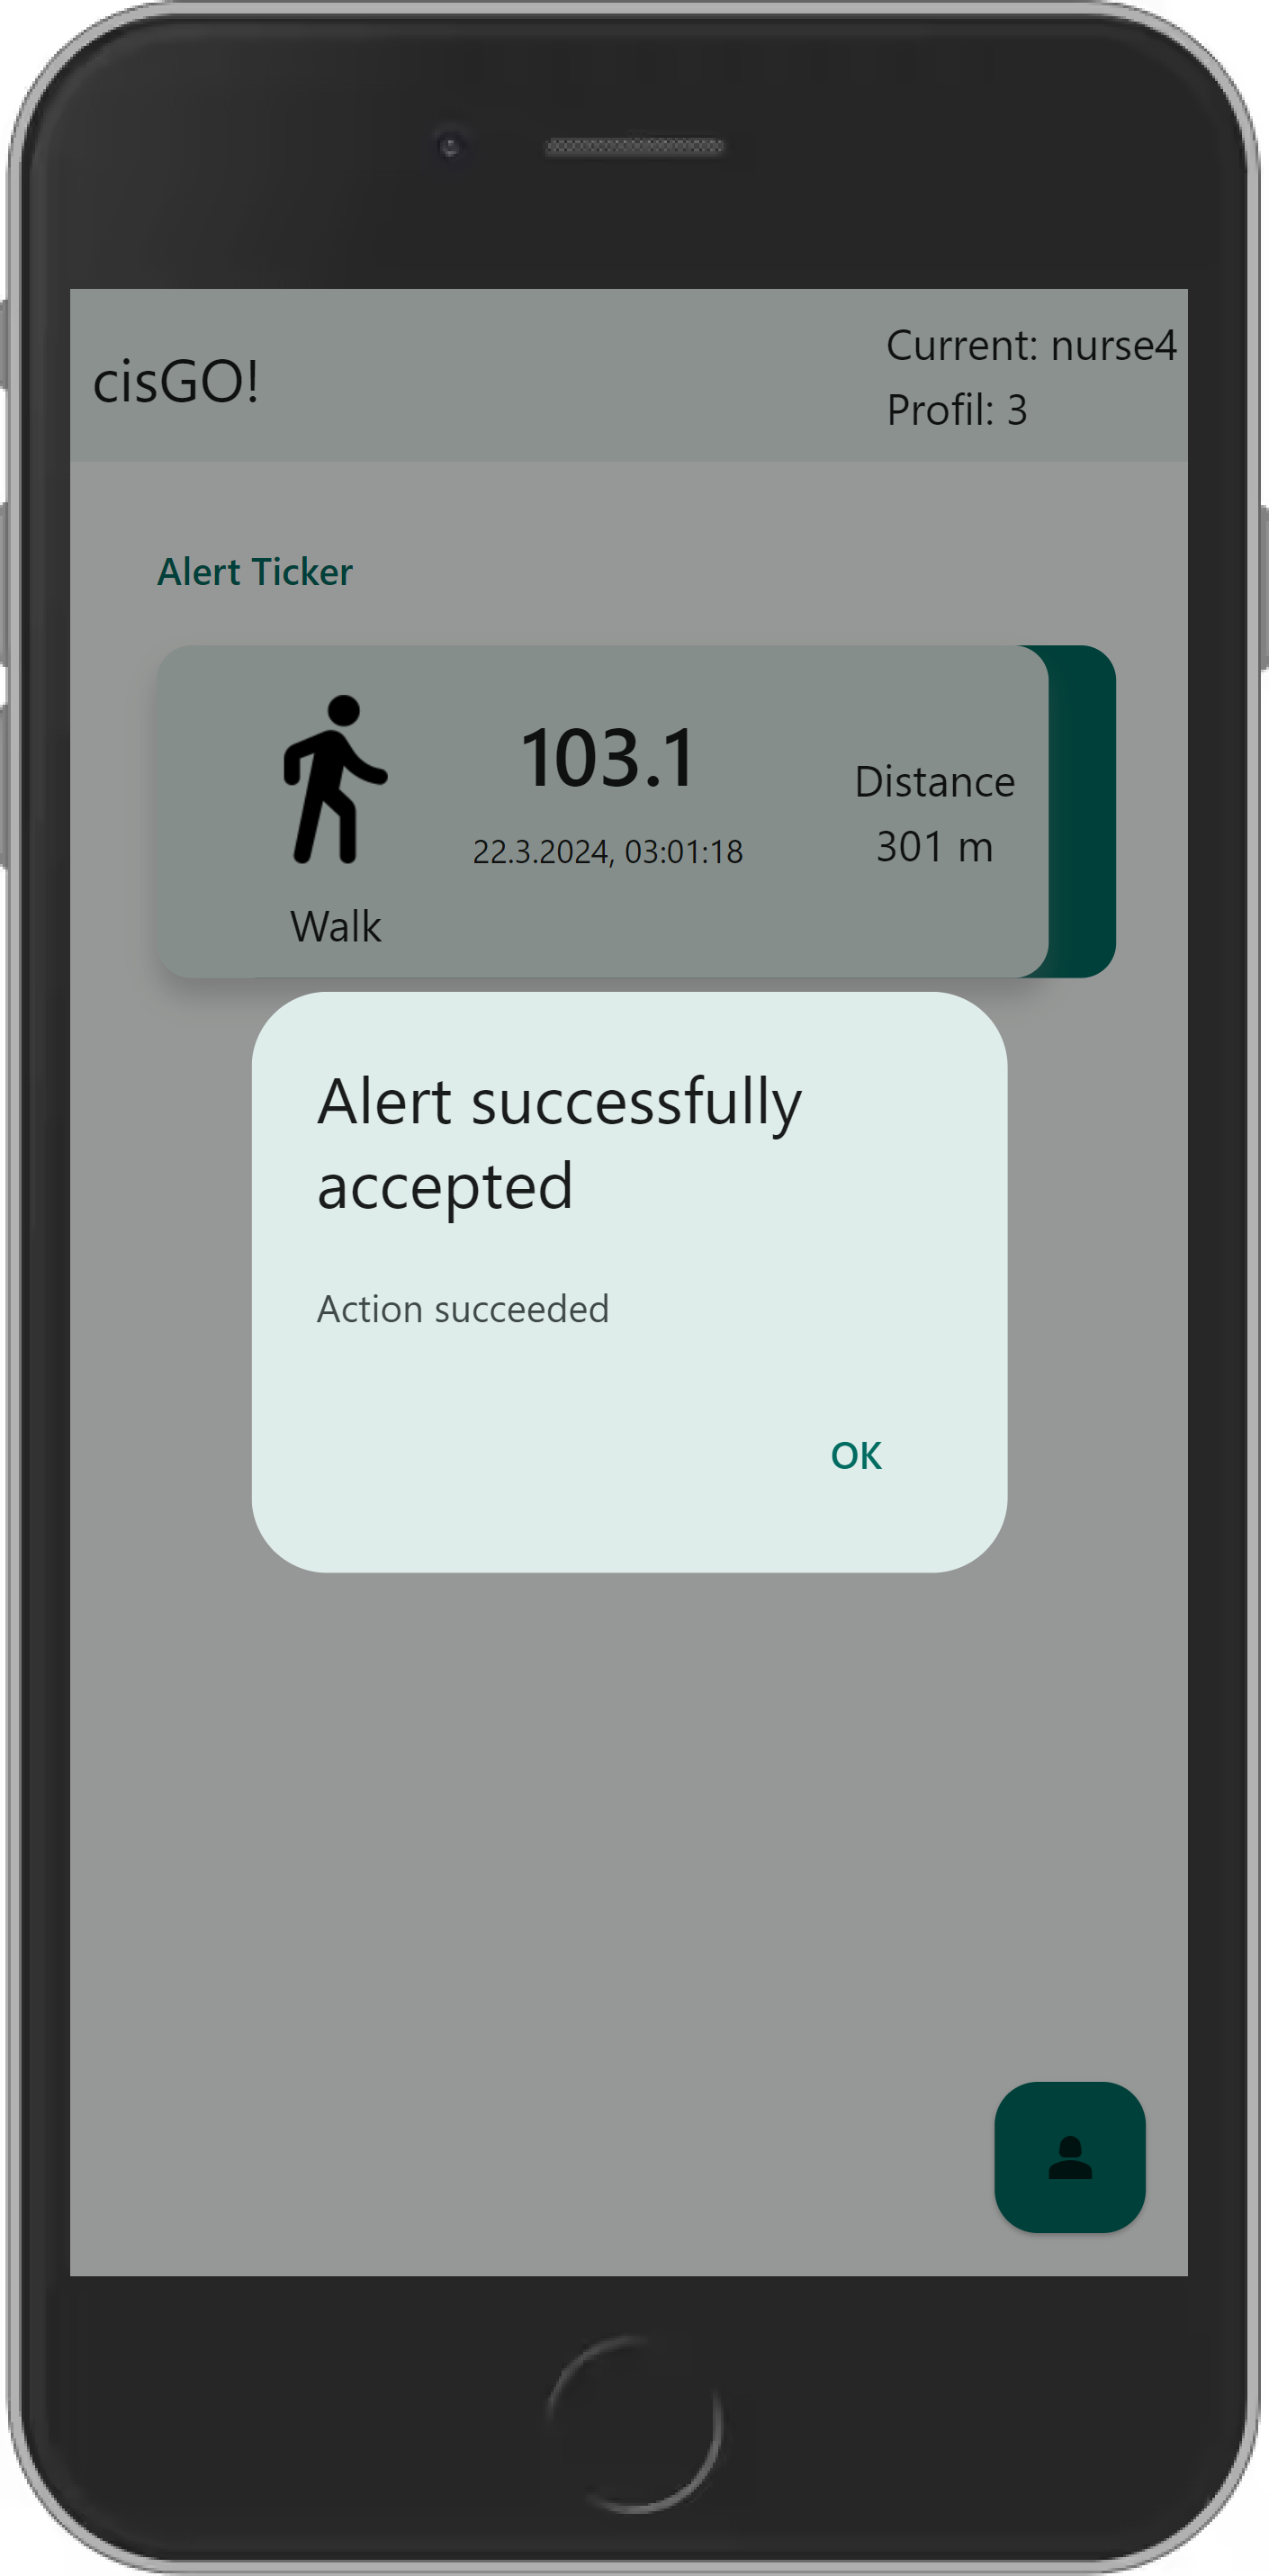 cisGO!
Current: nurse4
Profil: 3
Alert Ticker
103.1
22.3.2024, 03:01:18
Distance
301 m
Walk
Alert successfully
accepted
Action succeeded
OK